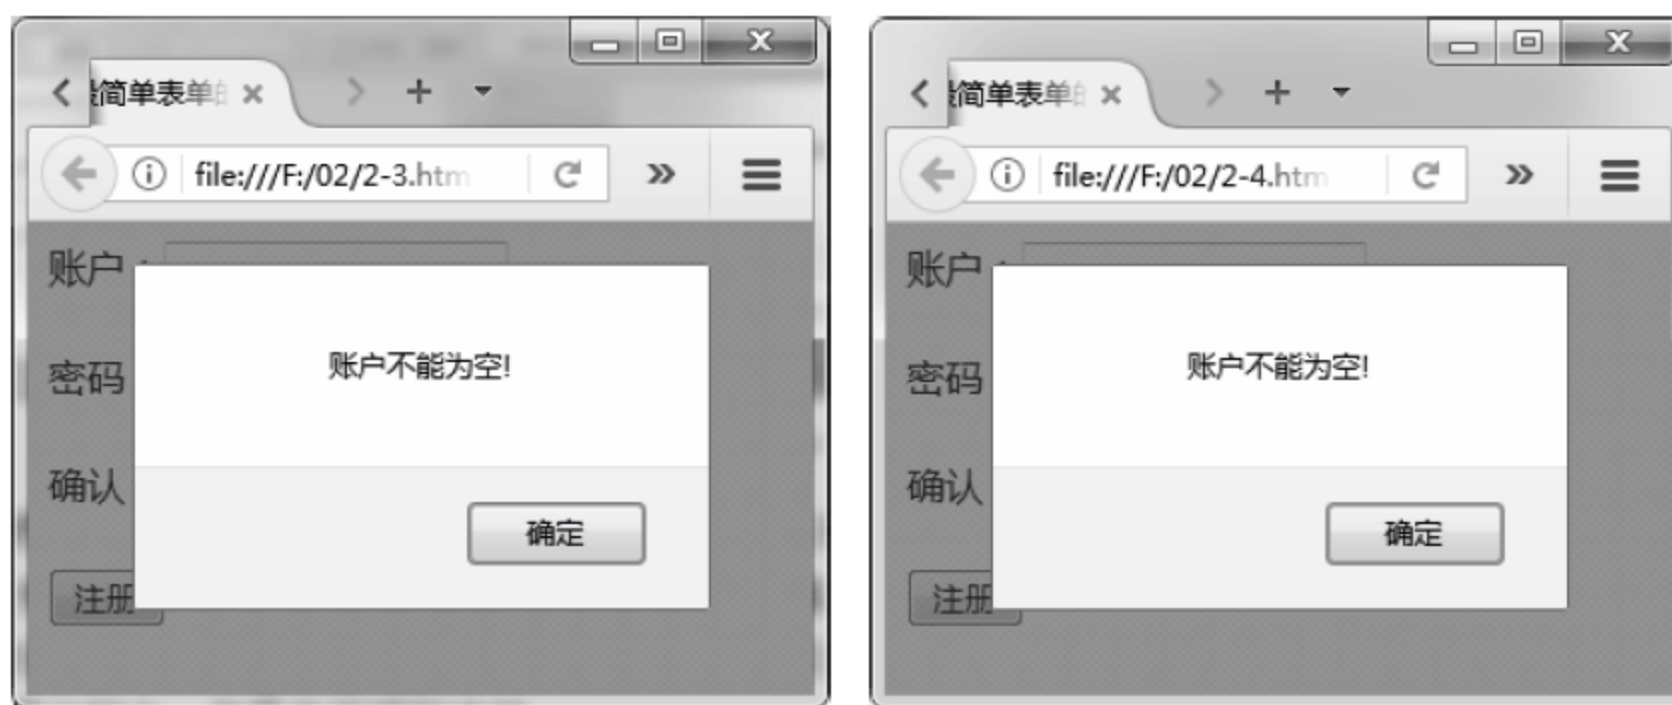 简单表单
file:///F:/02/2-3.htm
账户:
账户不能为空!
密码
确认
确定
注册
简单表单
file:///F:/02/2-4.htm
账户:
账户不能为空!
密码
确认
确定
注册